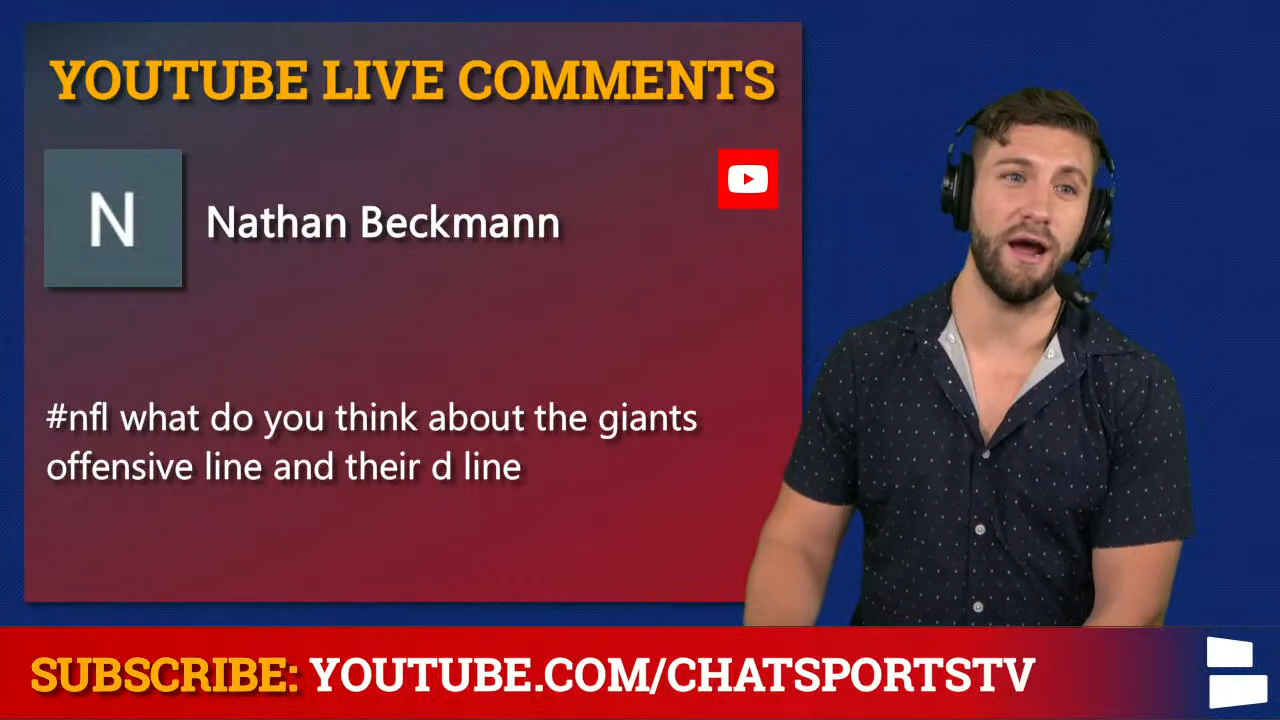 YOUTUBE LIVE COMMENTS
N
Nathan Beckmann
#nfl what do you think about the giants
offensive line and their d line
SUBSCRIBE: YOUTUBE.COM/CHATSPORTSTV